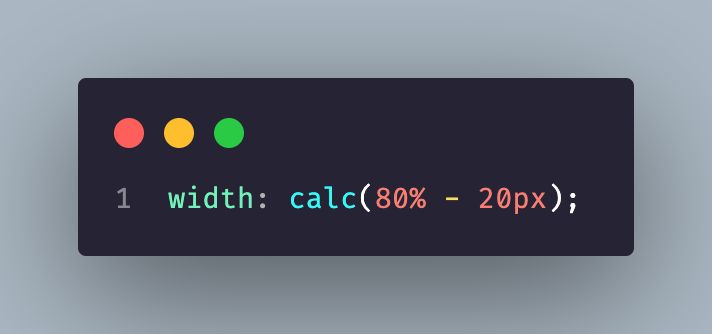 1 width: calc(80% - 20px);